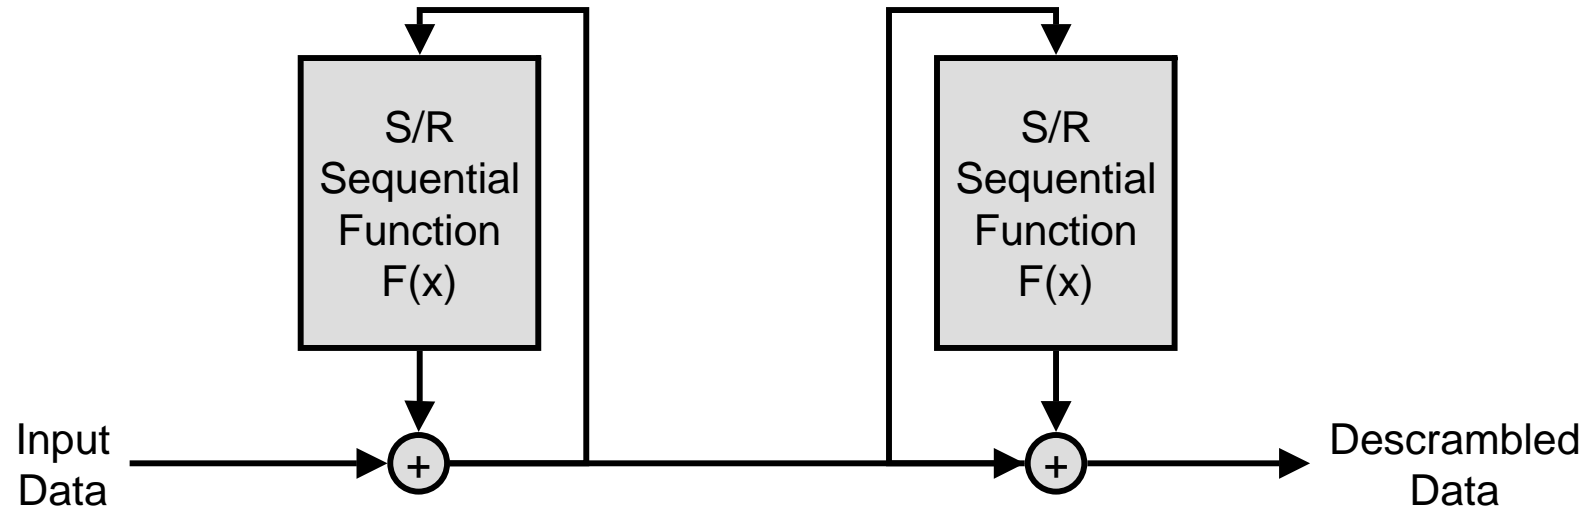 S/R
Sequential
Function
F(x)
S/R
Sequential
Function
F(x)
Input
Data
+
+
Descrambled
Data